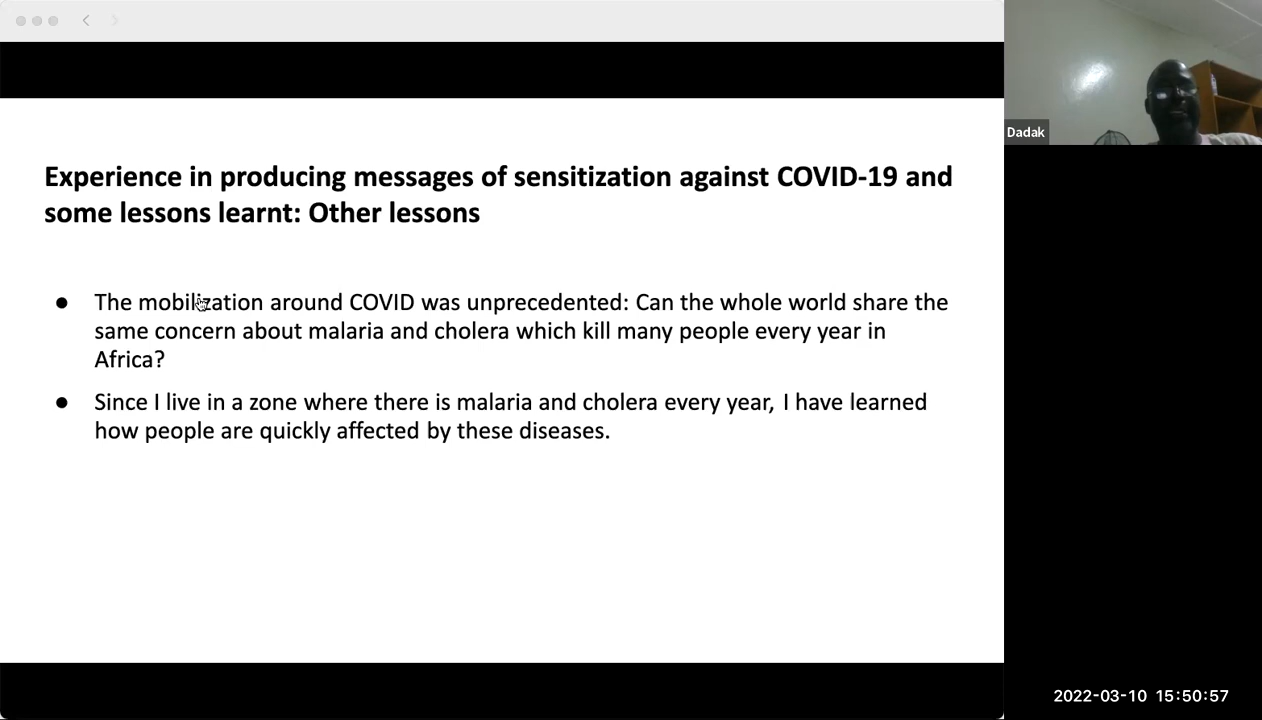 Experience in producing messages of sensitization against COVID-19 and
some lessons learnt: Other lessons
● The mobilization around COVID was unprecedented: Can the whole world share the
same concern about malaria and cholera which kill many people every year in
Africa?
● Since I live in a zone where there is malaria and cholera every year, I have learned
how people are quickly affected by these diseases.
Dadak
2022-03-10 15:50:57